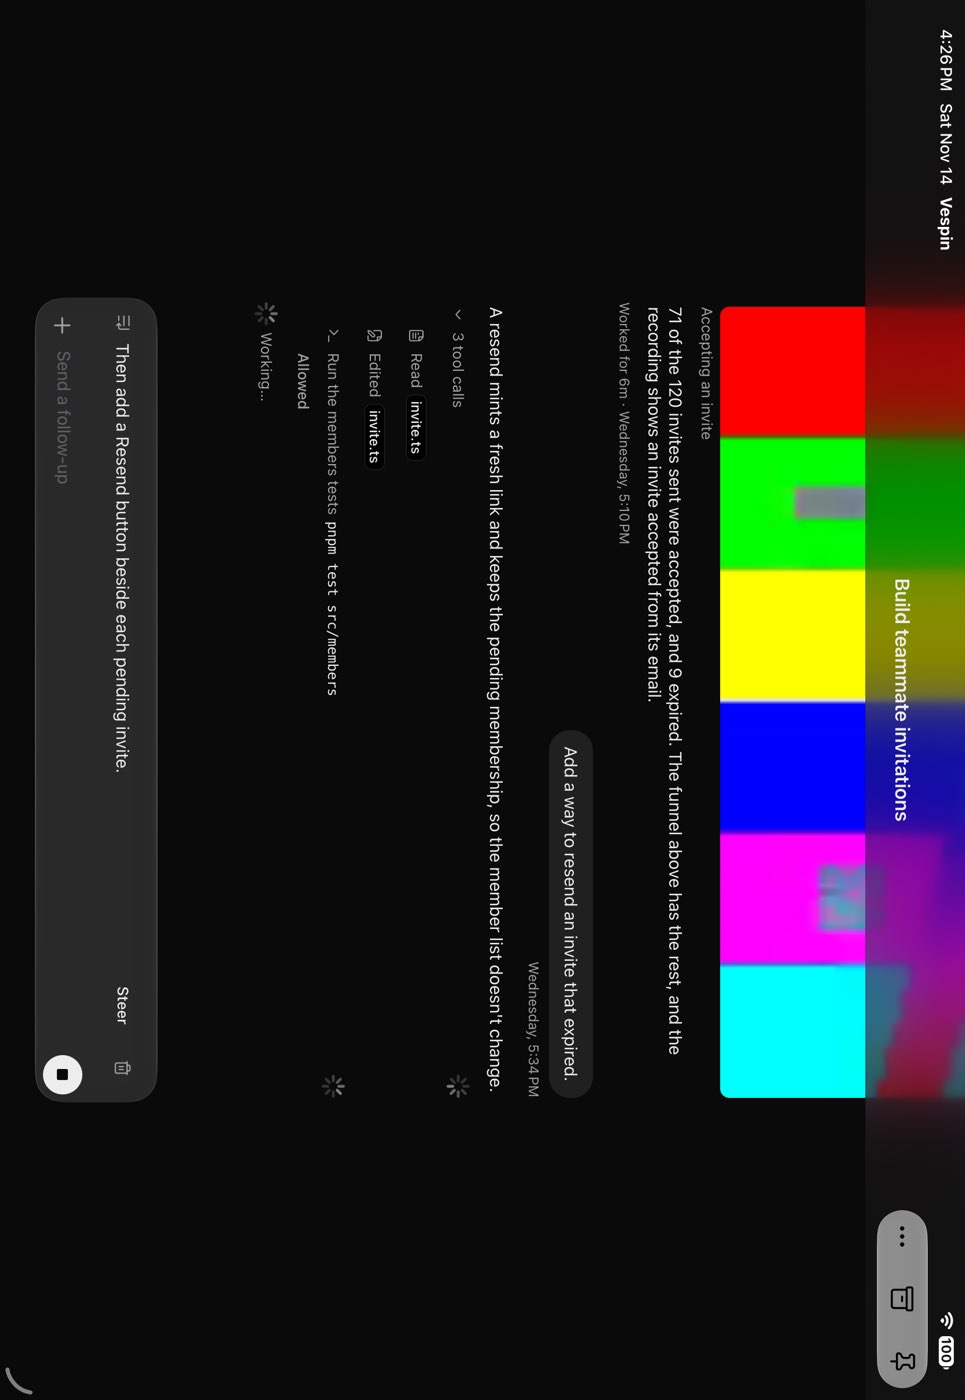 4:26 PM Sat Nov 14 Vespin
100
Build teammate invitations
Accepting an invite
71 of the 120 invites sent were accepted, and 9 expired. The funnel above has the rest, and the
recording shows an invite accepted from its email.
Worked for 6m · Wednesday, 5:10 PM
Add a way to resend an invite that expired.
Wednesday, 5:34 PM
A resend mints a fresh link and keeps the pending membership, so the member list doesn't change.
3 tool calls
Read invite.ts
Edited invite.ts
Run the members tests pnpm test src/members
Allowed
Working...
Then add a Resend button beside each pending invite.
Steer
Send a follow-up